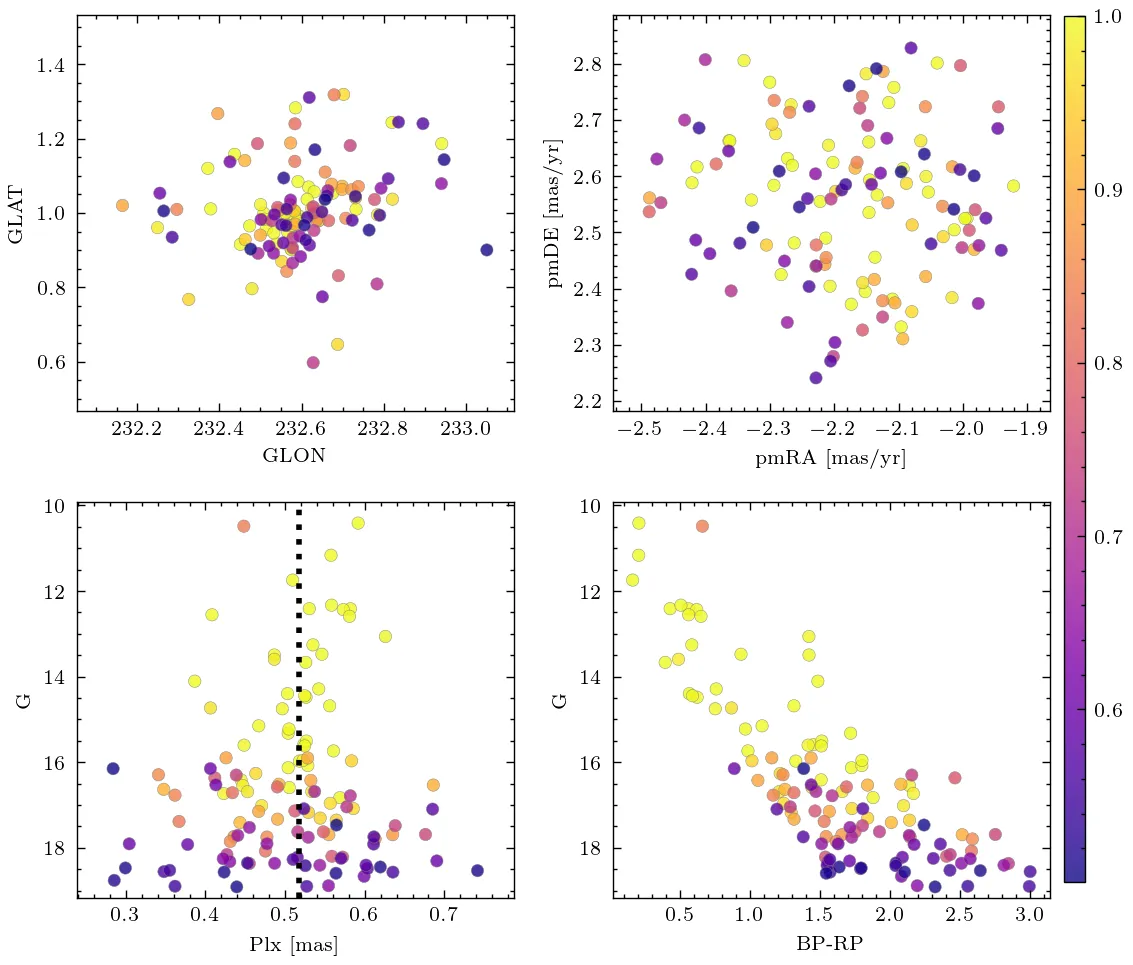 1.4
1.2
1.0
0.8
0.6
GLAT
232.2 232.4 232.6 232.8 233.0
GLON
2.8
2.7
2.6
2.5
2.4
2.3
2.2
pmDE [mas/yr]
−2.5 −2.4 −2.3 −2.2 −2.1 −2.0 −1.9
pmRA [mas/yr]
10
12
14
16
18
G
0.3 0.4 0.5 0.6 0.7
Plx [mas]
10
12
14
16
18
G
0.5 1.0 1.5 2.0 2.5 3.0
BP-RP
1.0
0.9
0.8
0.7
0.6